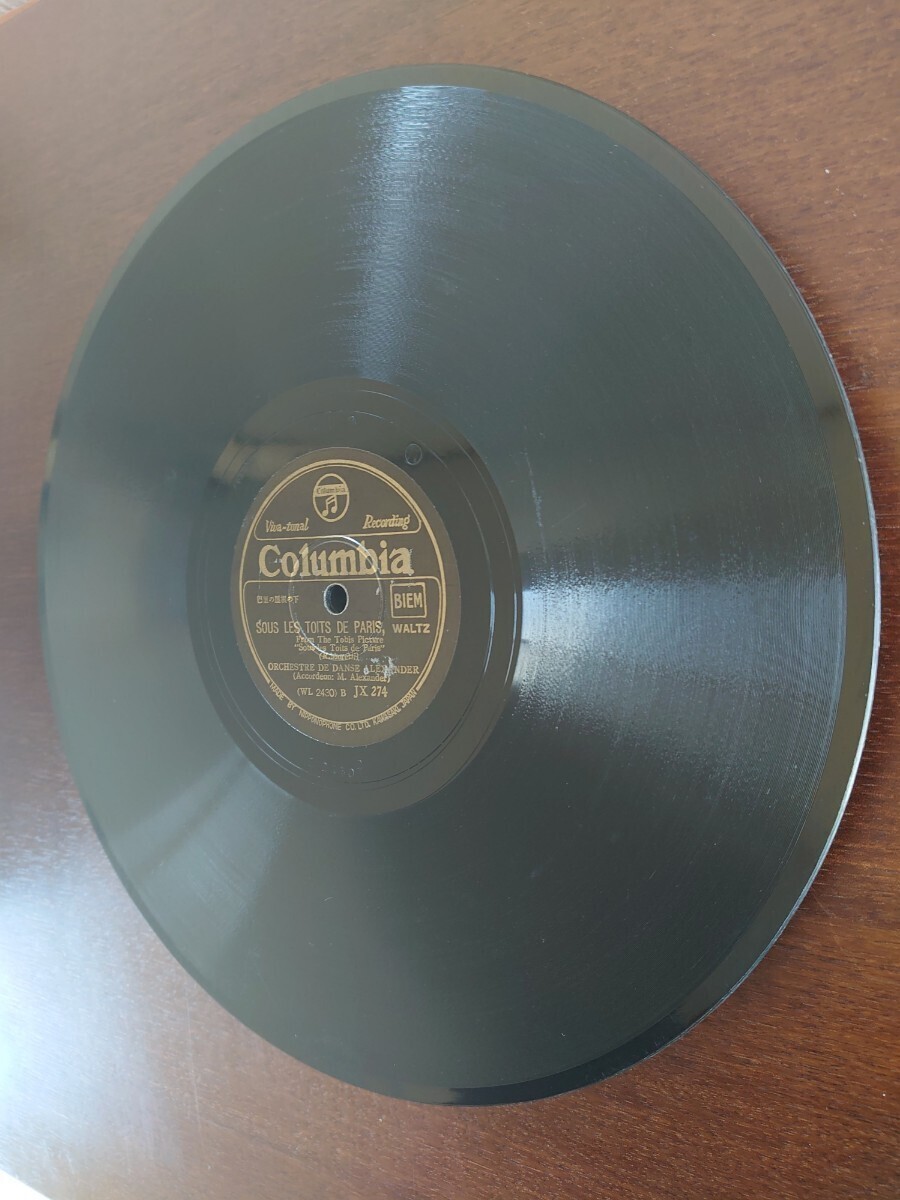 Columbia
Viva-tonal Recording
Columbia
巴里の屋根の下
BIEM
SOUS LES TOITS DE PARIS, WALTZ
From The Tobis Picture
"Sous les Toits de Paris"
ORCHESTRE DE DANSE ALEXANDER
(Accordeon: M. Alexander)
(WL 2430) B JX 274
MADE BY NIPPONOPHONE CO., LTD. KAWASAKI, JAPAN